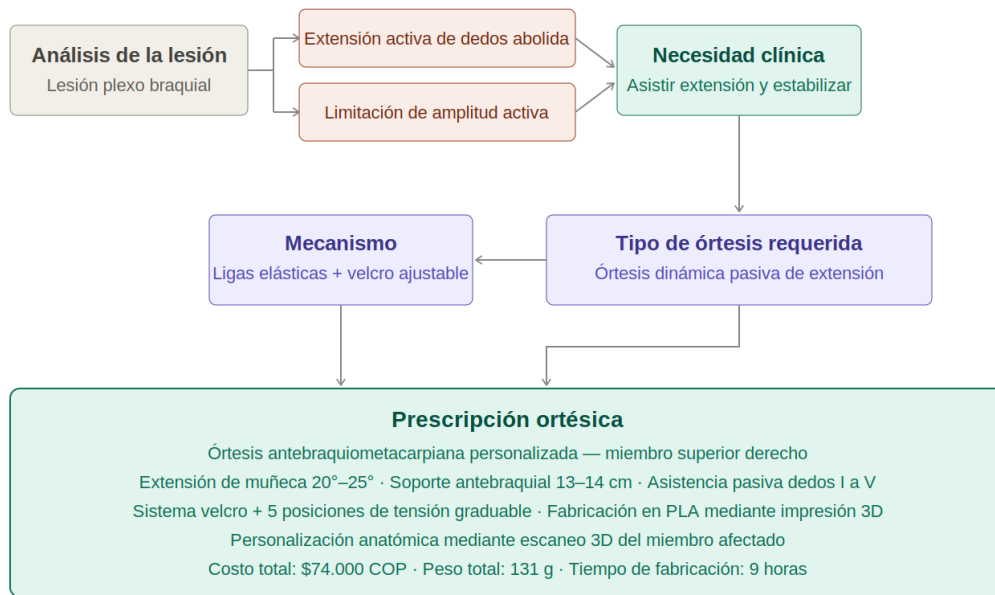 Análisis de la lesión
Lesión plexo braquial
Extensión activa de dedos abolida
Limitación de amplitud activa
Necesidad clínica
Asistir extensión y estabilizar
Mecanismo
Ligas elásticas + velcro ajustable
Tipo de órtesis requerida
Órtesis dinámica pasiva de extensión
Prescripción ortésica
Órtesis antebraquiometacarpiana personalizada — miembro superior derecho
Extensión de muñeca 20°–25° · Soporte antebraquial 13–14 cm · Asistencia pasiva dedos I a V
Sistema velcro + 5 posiciones de tensión graduable · Fabricación en PLA mediante impresión 3D
Personalización anatómica mediante escaneo 3D del miembro afectado
Costo total: $74.000 COP · Peso total: 131 g · Tiempo de fabricación: 9 horas